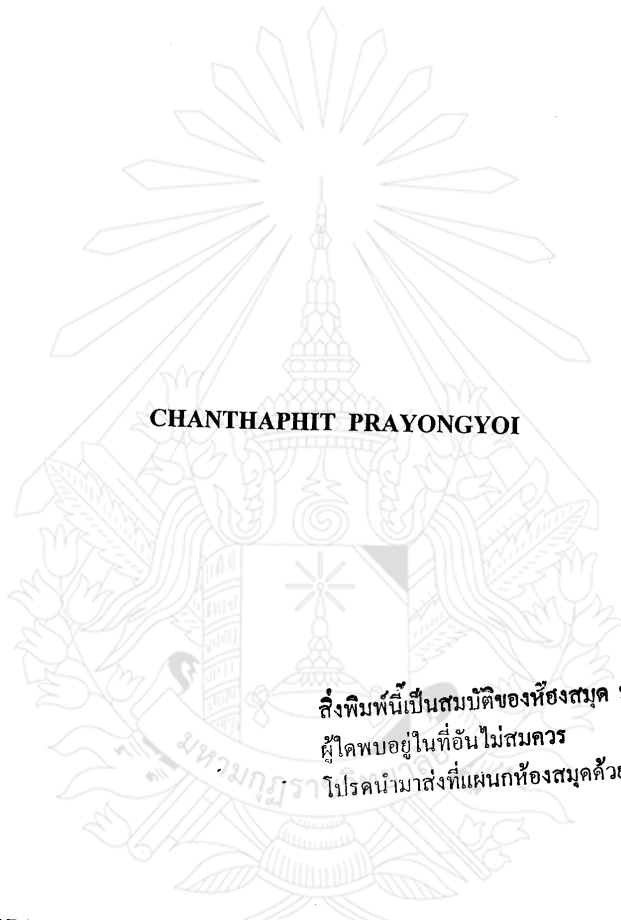 CHANTHAPHIT PRAYONGYOI
สิ่งพิมพ์นี้เป็นสมบัติของห้องสมุด
ผู้ใดพบอยู่ในที่อันไม่สมควร
โปรดนำมาส่งที่แผนกห้องสมุดด้วย